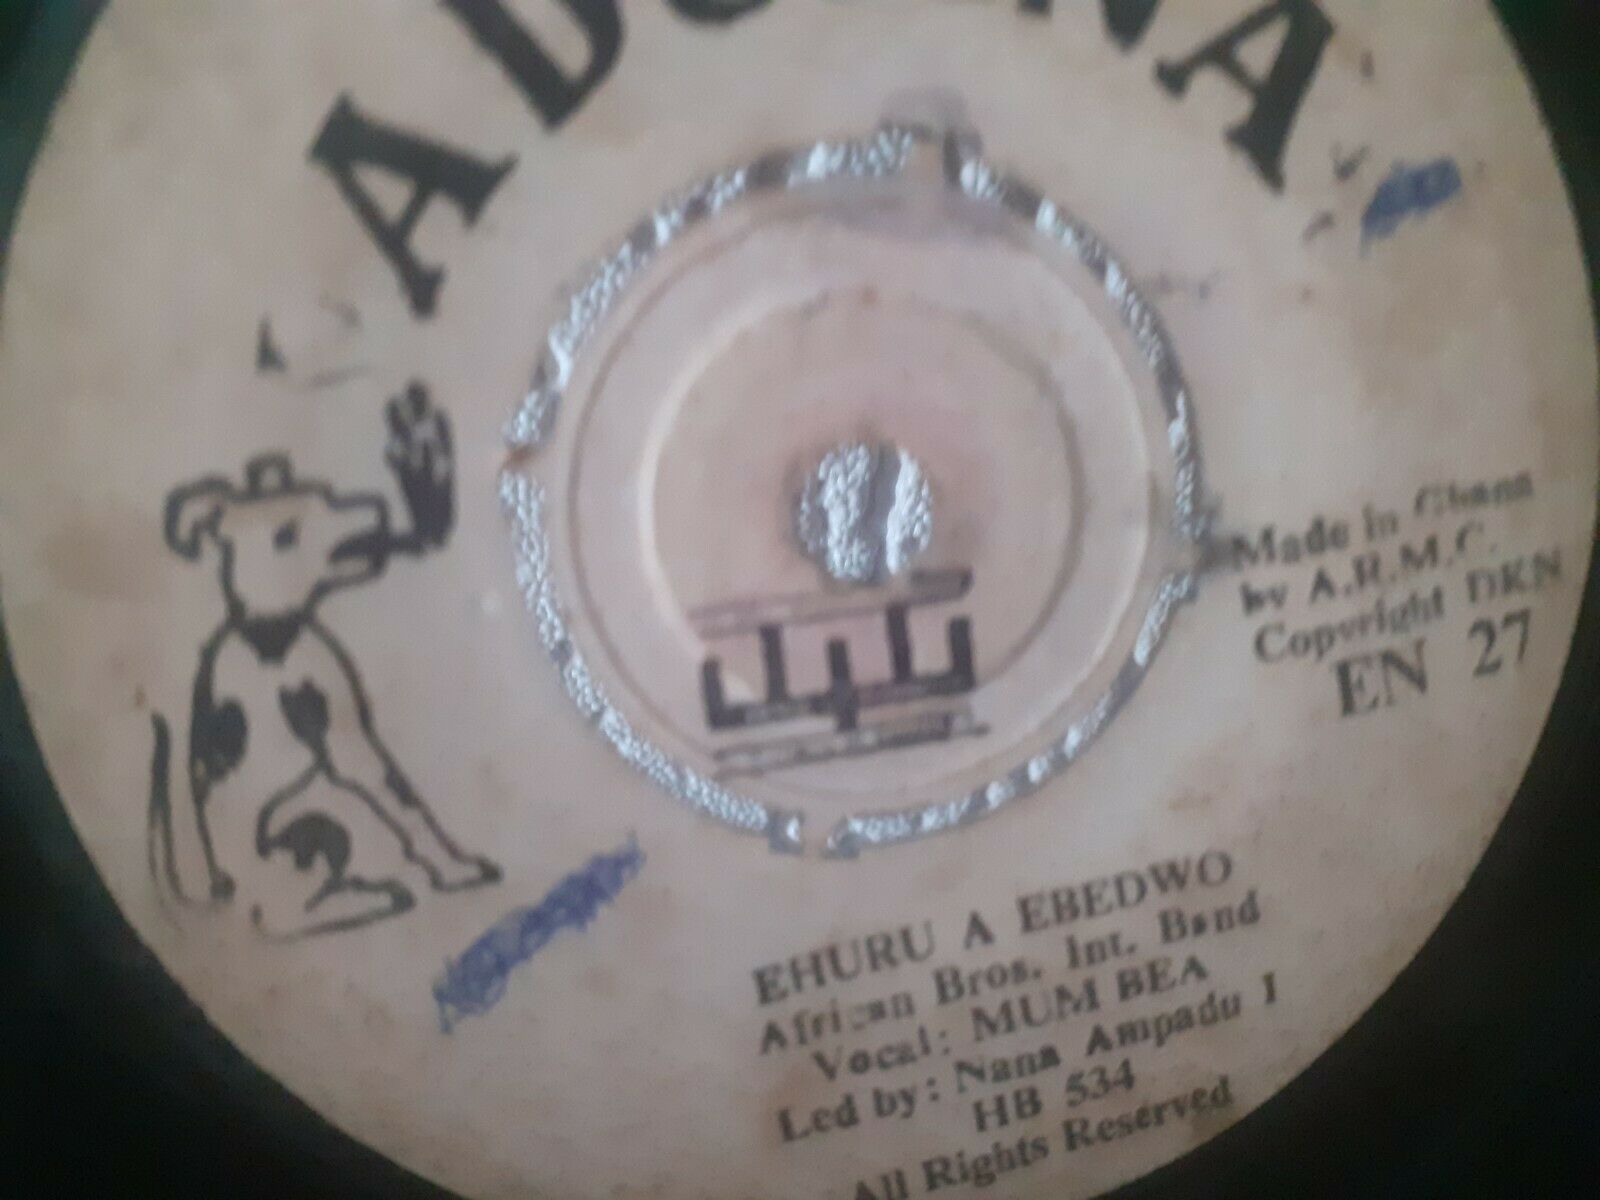 Made in Ghana
by A.R.M.C.
Copyright DKN
EN 27
EHURU A EBEDWO
African Bros. Int. Band
Vocal: MUM BEA
Led by: Nana Ampadu I
HB 534
All Rights Reserved